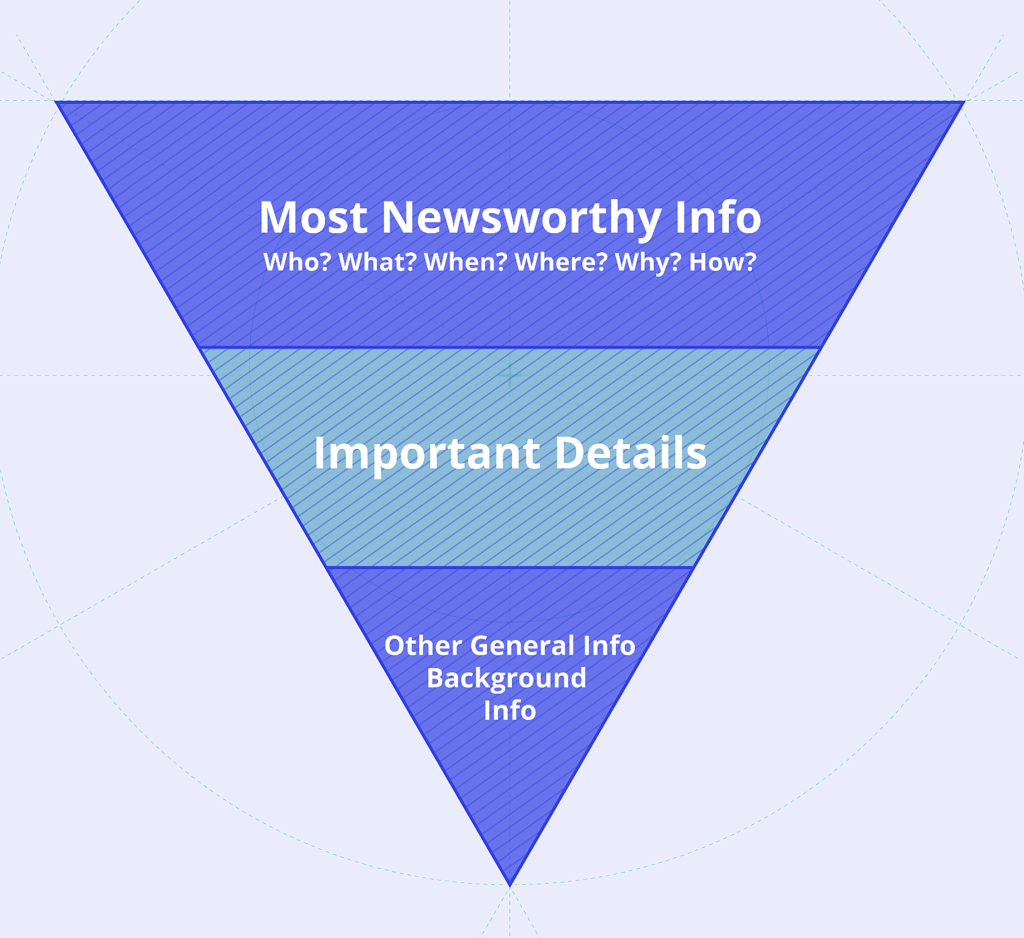 Most Newsworthy Info
Who? What? When? Where? Why? How?
Important Details
Other General Info
Background
Info